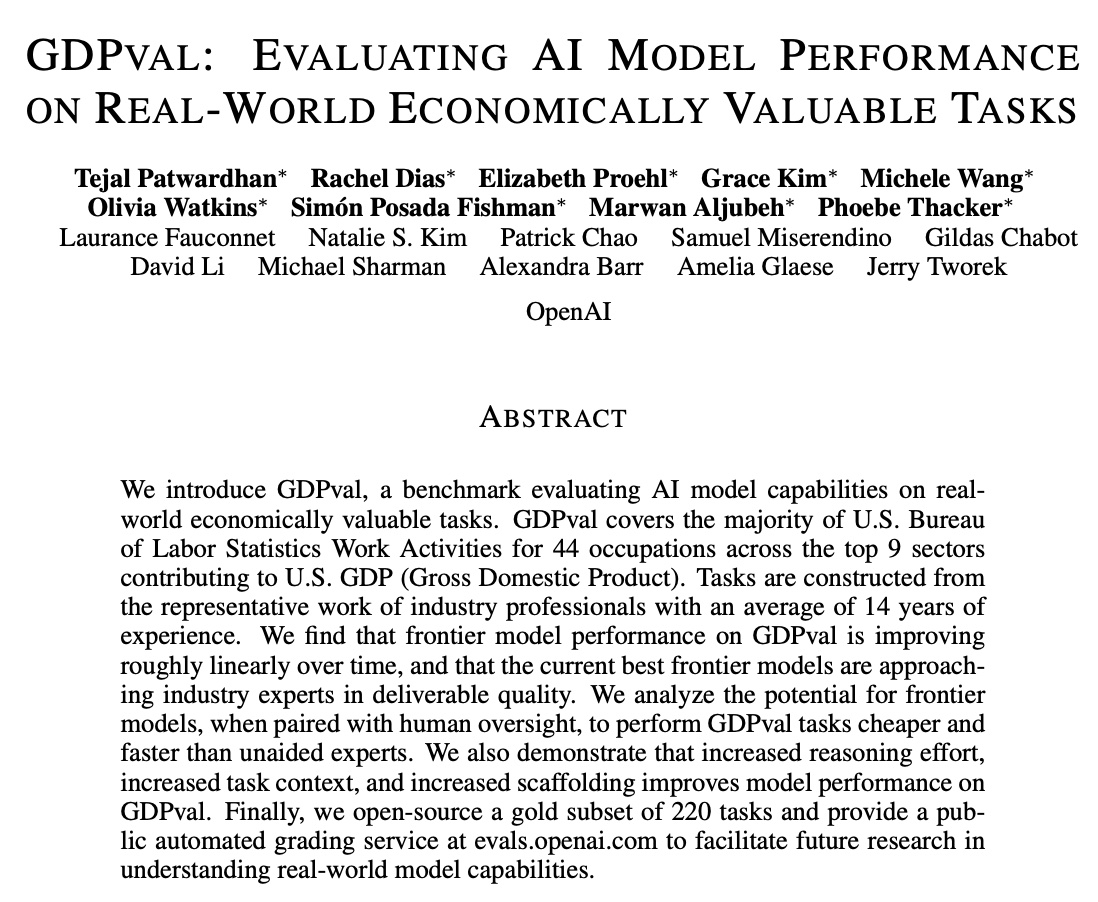 GDPVAL: EVALUATING AI MODEL PERFORMANCE
ON REAL-WORLD ECONOMICALLY VALUABLE TASKS
Tejal Patwardhan* Rachel Dias* Elizabeth Proehl* Grace Kim* Michele Wang*
Olivia Watkins* Simón Posada Fishman* Marwan Aljubeh* Phoebe Thacker*
Laurance Fauconnet Natalie S. Kim Patrick Chao Samuel Miserendino Gildas Chabot
David Li Michael Sharman Alexandra Barr Amelia Glaese Jerry Tworek
OpenAI
ABSTRACT
We introduce GDPval, a benchmark evaluating AI model capabilities on real-
world economically valuable tasks. GDPval covers the majority of U.S. Bureau
of Labor Statistics Work Activities for 44 occupations across the top 9 sectors
contributing to U.S. GDP (Gross Domestic Product). Tasks are constructed from
the representative work of industry professionals with an average of 14 years of
experience. We find that frontier model performance on GDPval is improving
roughly linearly over time, and that the current best frontier models are approach-
ing industry experts in deliverable quality. We analyze the potential for frontier
models, when paired with human oversight, to perform GDPval tasks cheaper and
faster than unaided experts. We also demonstrate that increased reasoning effort,
increased task context, and increased scaffolding improves model performance on
GDPval. Finally, we open-source a gold subset of 220 tasks and provide a pub-
lic automated grading service at evals.openai.com to facilitate future research in
understanding real-world model capabilities.